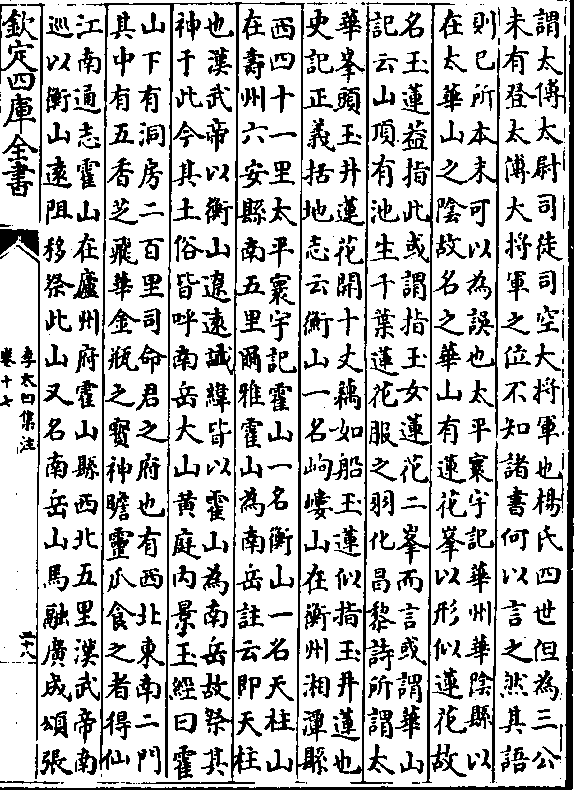 謂太傅太尉司徒司空大將軍也楊氏四世但為三公
未有登太傅大將軍之位不知諸書何以言之然其語
則已所本未可以為誤也太平寰宇記華州華陰縣以
在太華山之陰故名之華山有蓮花峯以形似蓮花故
名玉蓮葢指此或謂指玉女蓮花二峯而言或謂華山
記云山頂有池生千葉蓮花服之羽化昌黎詩所謂太
華峯頭玉井蓮花開十丈藕如船玉蓮似指玉井蓮也
史記正義括地志云衡山一名岣嶁山在衡州湘潭縣
西四十一里太平寰宇記霍山一名衡山一名天柱山
在壽州六安縣南五里爾雅霍山為南岳註云即天柱
也漢武帝以衡山遼遠讖緯皆以霍山為南岳故祭其
神于此今其土俗皆呼南岳大山黄庭内景玉經曰霍
山下有洞房二百里司命君之府也有西北東南二門
其中有五香芝飛華金瓶之寳神瞻靈瓜食之者得仙
江南通志霍山在廬州府霍山縣西北五里漢武帝南
巡以衡山遠阻移祭此山又名南岳山馬融廣成頌張
欽定四庫全書
李太白集注
卷十七
二十八